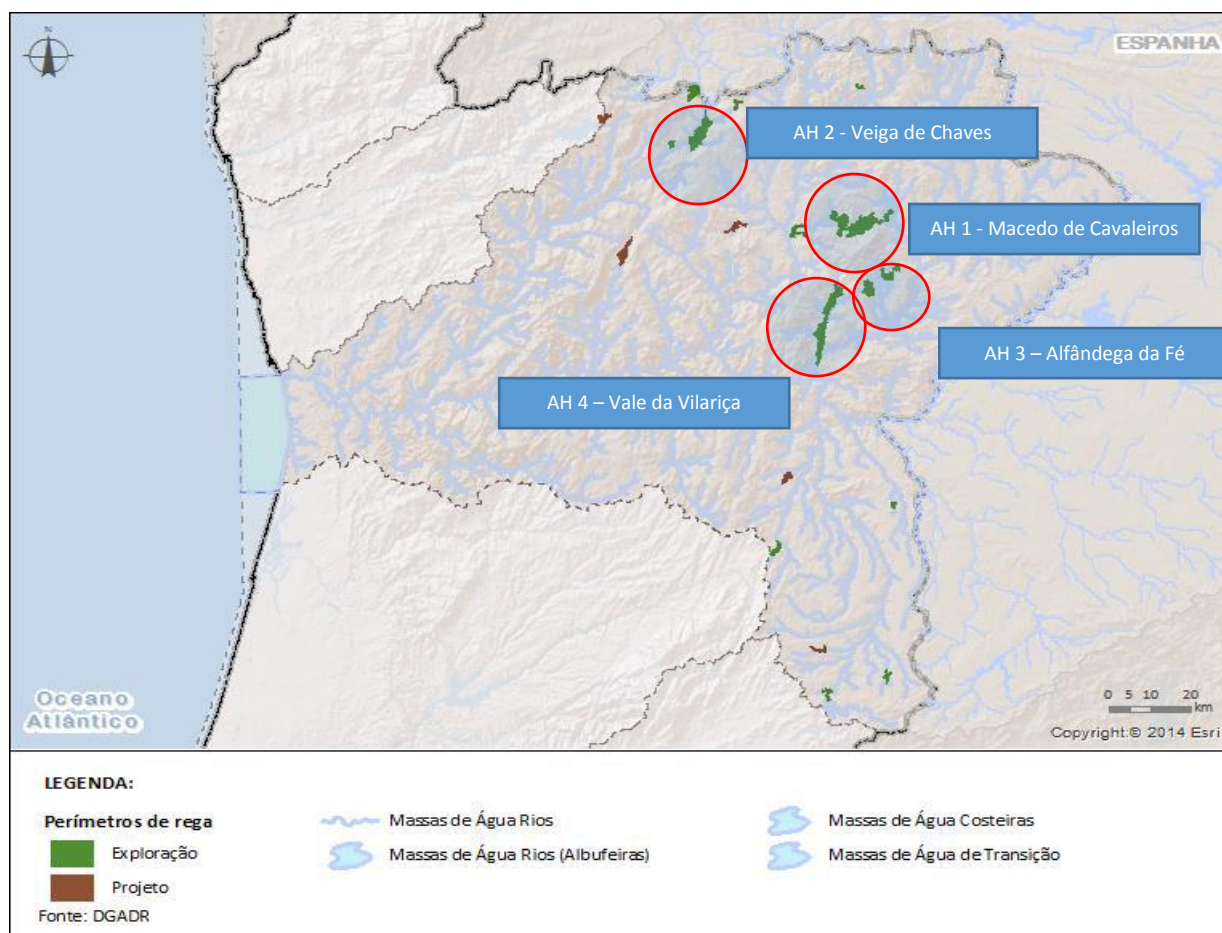 N
ESPANHA
AH 2 - Veiga de Chaves
AH 1 - Macedo de Cavaleiros
AH 3 – Alfândega da Fé
AH 4 – Vale da Vilariça
Oceano
Atlântico
0 5 10 20
km
Copyright:© 2014 Esri
LEGENDA:
Perímetros de rega
Exploração
Projeto
Massas de Água Rios
Massas de Água Rios (Albufeiras)
Massas de Água Costeiras
Massas de Água de Transição
Fonte: DGADR